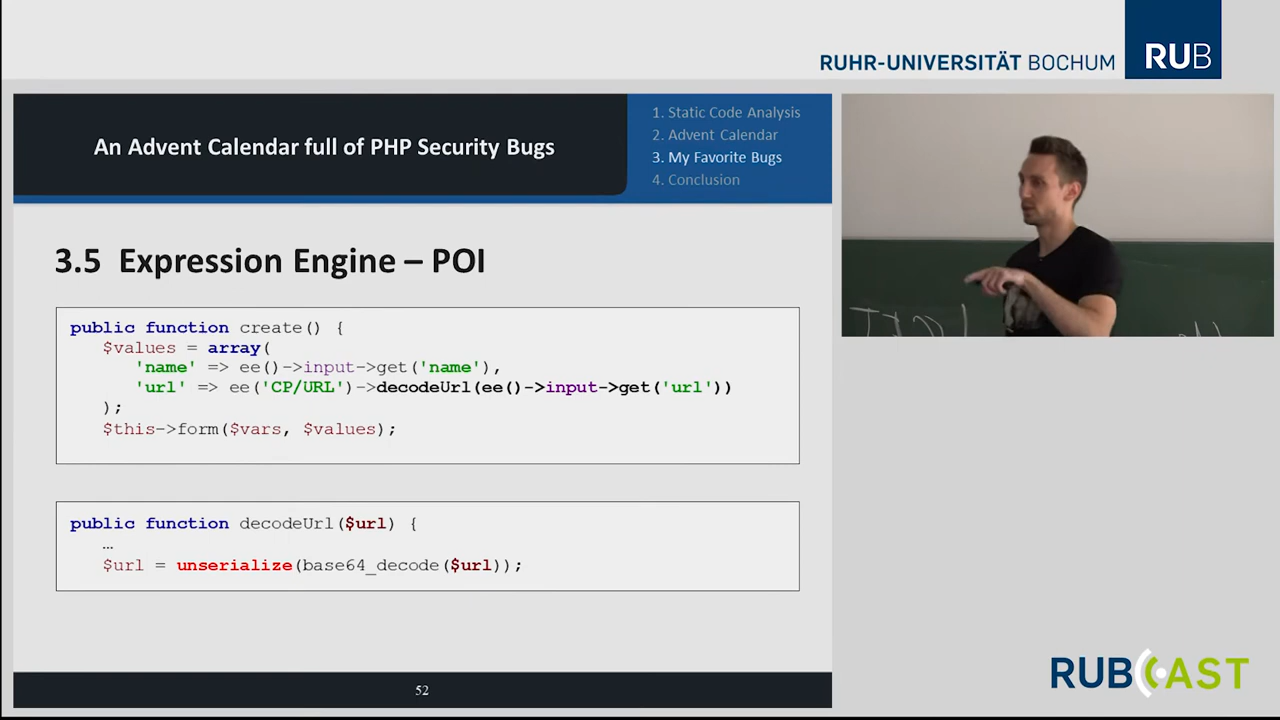 RUHR-UNIVERSITÄT BOCHUM
RUB
An Advent Calendar full of PHP Security Bugs
1. Static Code Analysis
2. Advent Calendar
3. My Favorite Bugs
4. Conclusion
3.5 Expression Engine – POI
public function create() {
$values = array(
'name' => ee()->input->get('name'),
'url' => ee('CP/URL')->decodeUrl(ee()->input->get('url'))
);
$this->form($vars, $values);
public function decodeUrl($url) {
…
$url = unserialize(base64_decode($url));
52
RUBCAST